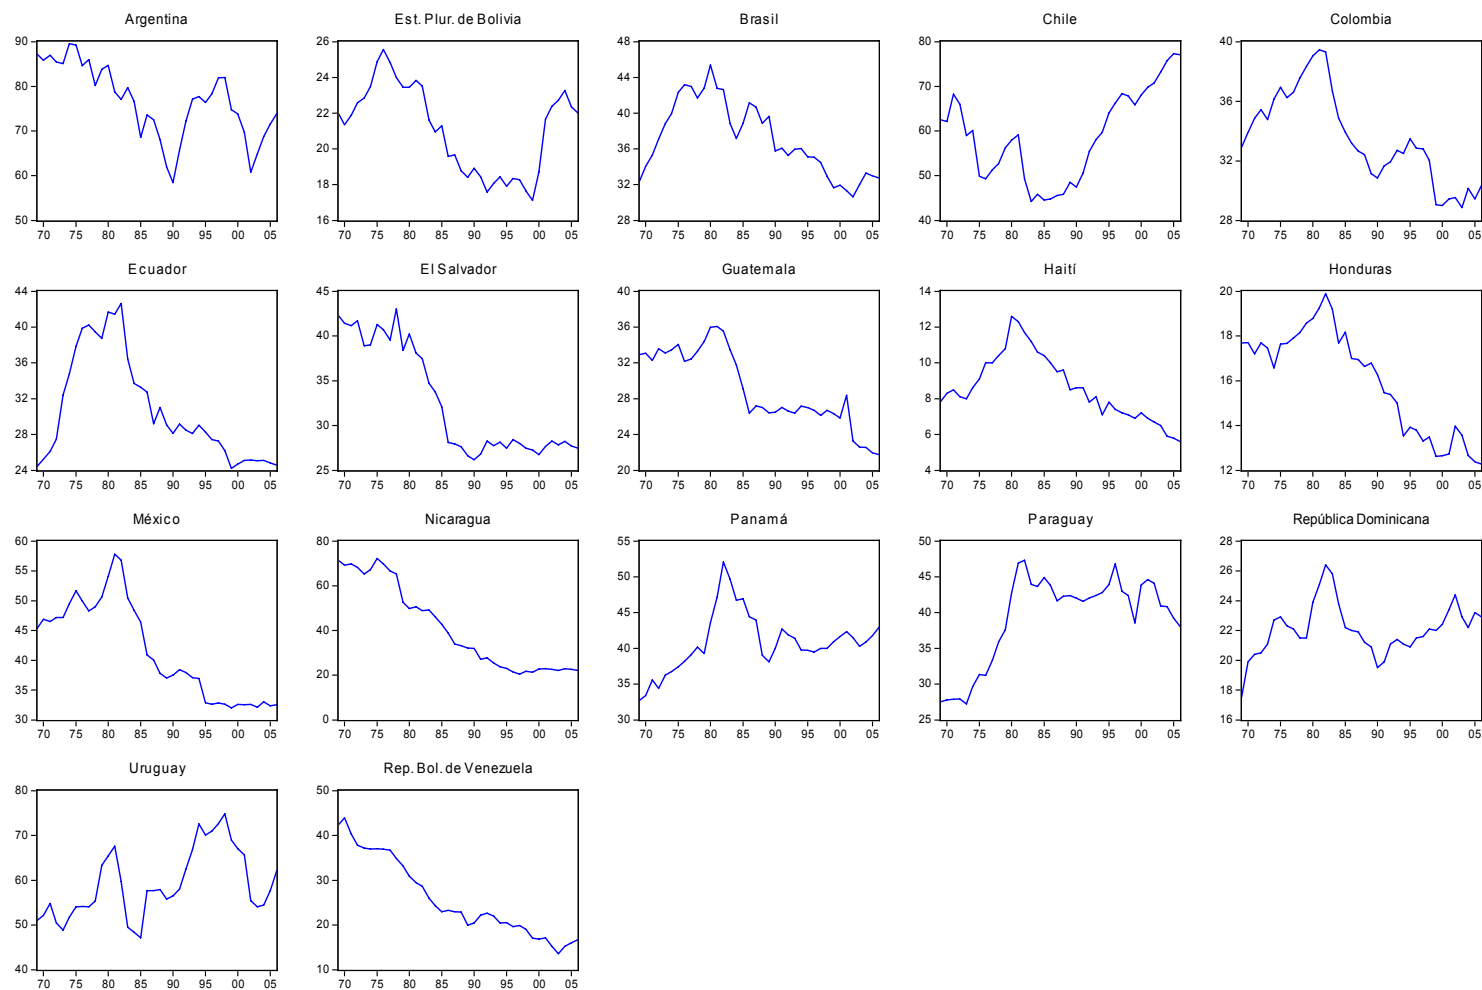 Argentina
Est. Plur. de Bolivia
Brasil
Chile
Colombia
90
80
70
60
50
70 75 80 85 90 95 00 05
26
24
22
20
18
16
70 75 80 85 90 95 00 05
48
44
40
36
32
28
70 75 80 85 90 95 00 05
80
70
60
50
40
70 75 80 85 90 95 00 05
40
36
32
28
70 75 80 85 90 95 00 05
Ecuador
El Salvador
Guatemala
Haití
Honduras
44
40
36
32
28
24
70 75 80 85 90 95 00 05
45
40
35
30
25
70 75 80 85 90 95 00 05
40
36
32
28
24
20
70 75 80 85 90 95 00 05
14
12
10
8
6
4
70 75 80 85 90 95 00 05
20
18
16
14
12
70 75 80 85 90 95 00 05
México
Nicaragua
Panamá
Paraguay
República Dominicana
60
55
50
45
40
35
30
70 75 80 85 90 95 00 05
80
60
40
20
0
70 75 80 85 90 95 00 05
55
50
45
40
35
30
70 75 80 85 90 95 00 05
50
45
40
35
30
25
70 75 80 85 90 95 00 05
28
26
24
22
20
18
16
70 75 80 85 90 95 00 05
Uruguay
Rep. Bol. de Venezuela
80
70
60
50
40
70 75 80 85 90 95 00 05
50
40
30
20
10
70 75 80 85 90 95 00 05